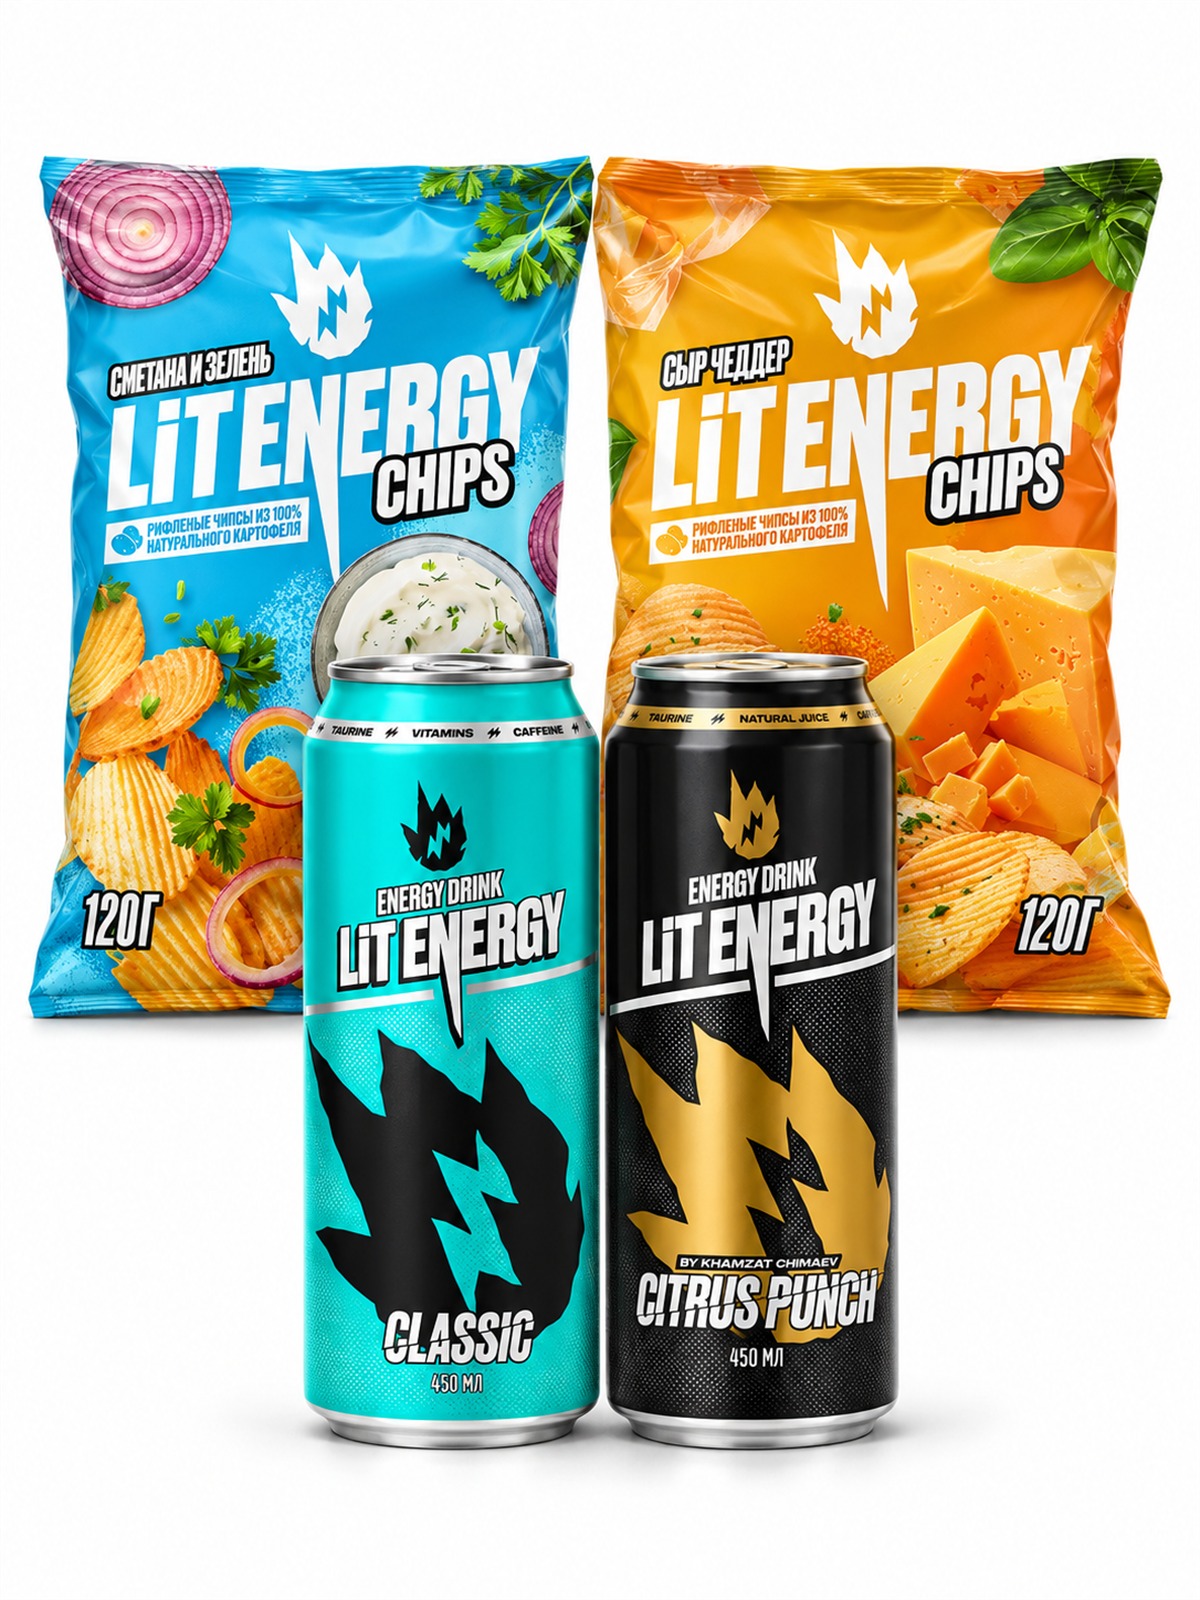 СМЕТАНА И ЗЕЛЕНЬ
LiT ENERGY
CHIPS
РИФЛЕНЫЕ ЧИПСЫ ИЗ 100%
НАТУРАЛЬНОГО КАРТОФЕЛЯ
120Г
СЫР ЧЕДДЕР
LiT ENERGY
CHIPS
РИФЛЕНЫЕ ЧИПСЫ ИЗ 100%
НАТУРАЛЬНОГО КАРТОФЕЛЯ
120Г
TAURINE VITAMINS CAFFEINE
ENERGY DRINK
LiT ENERGY
CLASSIC
450 МЛ
TAURINE NATURAL JUICE
ENERGY DRINK
LiT ENERGY
BY KHAMZAT CHIMAEV
CITRUS PUNCH
450 МЛ